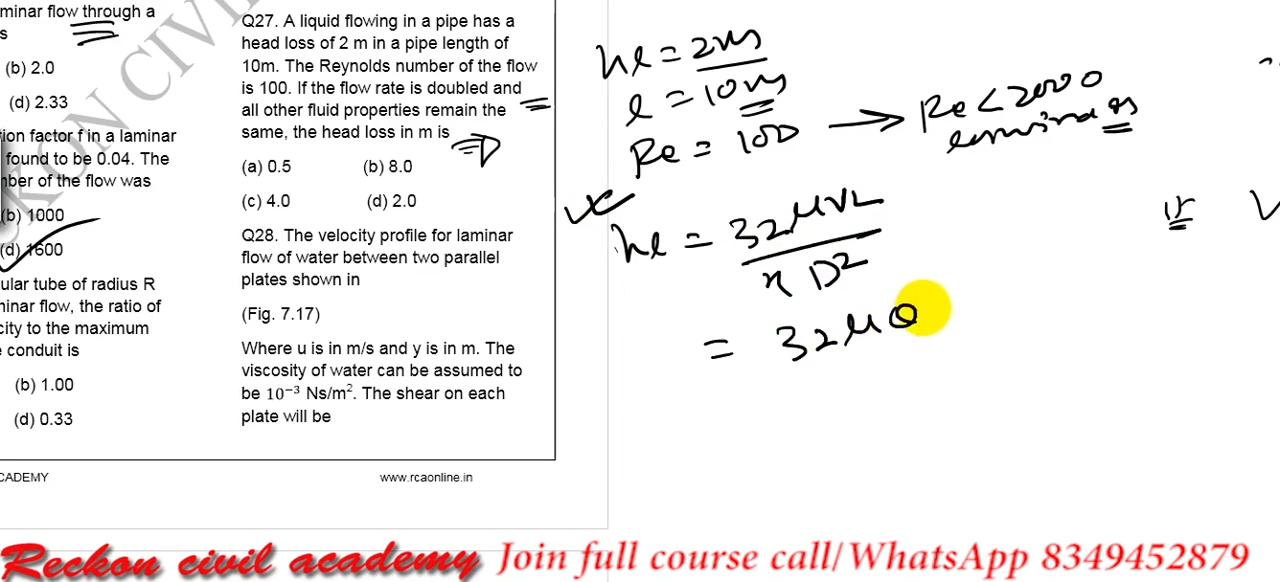 minar flow through a
s
(b) 2.0
(d) 2.33
ion factor f in a laminar
found to be 0.04. The
nber of the flow was
(b) 1000
(d) 1600
ular tube of radius R
ninar flow, the ratio of
city to the maximum
e conduit is
(b) 1.00
(d) 0.33
Q27. A liquid flowing in a pipe has a
head loss of 2 m in a pipe length of
10m. The Reynolds number of the flow
is 100. If the flow rate is doubled and
all other fluid properties remain the
same, the head loss in m is
(a) 0.5 (b) 8.0
(c) 4.0 (d) 2.0
Q28. The velocity profile for laminar
flow of water between two parallel
plates shown in
(Fig. 7.17)
Where u is in m/s and y is in m. The
viscosity of water can be assumed to
be 10⁻³ Ns/m². The shear on each
plate will be
CADEMY www.rcaonline.in
CKON CIVIL
hl = 2m
l = 10m
Re = 100 → Re < 2000
hl = 32μVL / γD²
= 32μQ
Reckon civil academy Join full course call/WhatsApp 8349452879